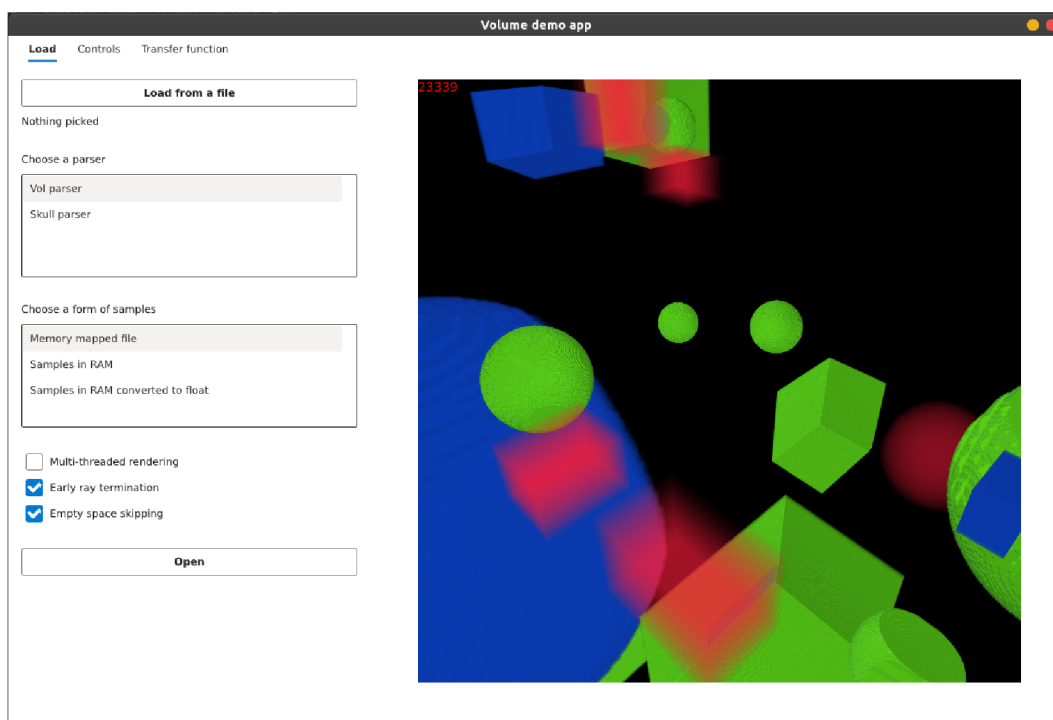 Volume demo app
Load Controls Transfer function
Load from a file
Nothing picked
Choose a parser
Vol parser
Skull parser
Choose a form of samples
Memory mapped file
Samples in RAM
Samples in RAM converted to float
Multi-threaded rendering
Early ray termination
Empty space skipping
Open
23339